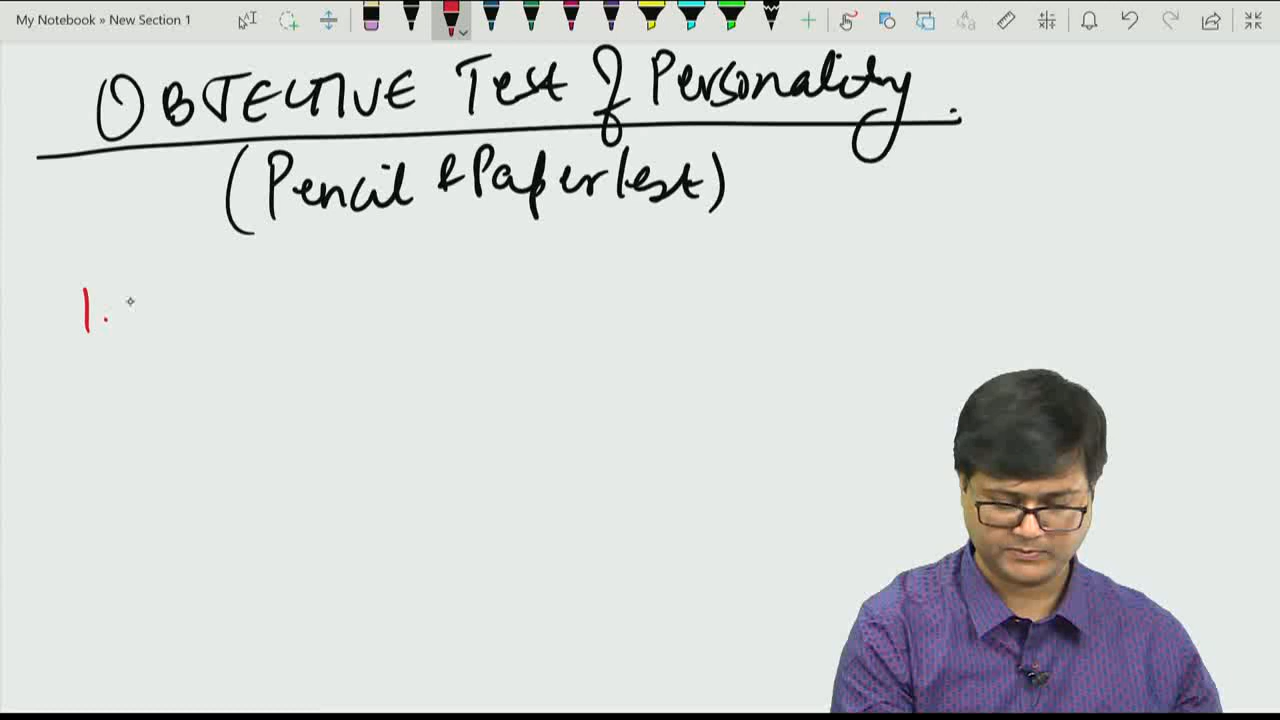 My Notebook » New Section 1
OBJECTIVE Test of Personality.
(Pencil & Paper Test)
1.